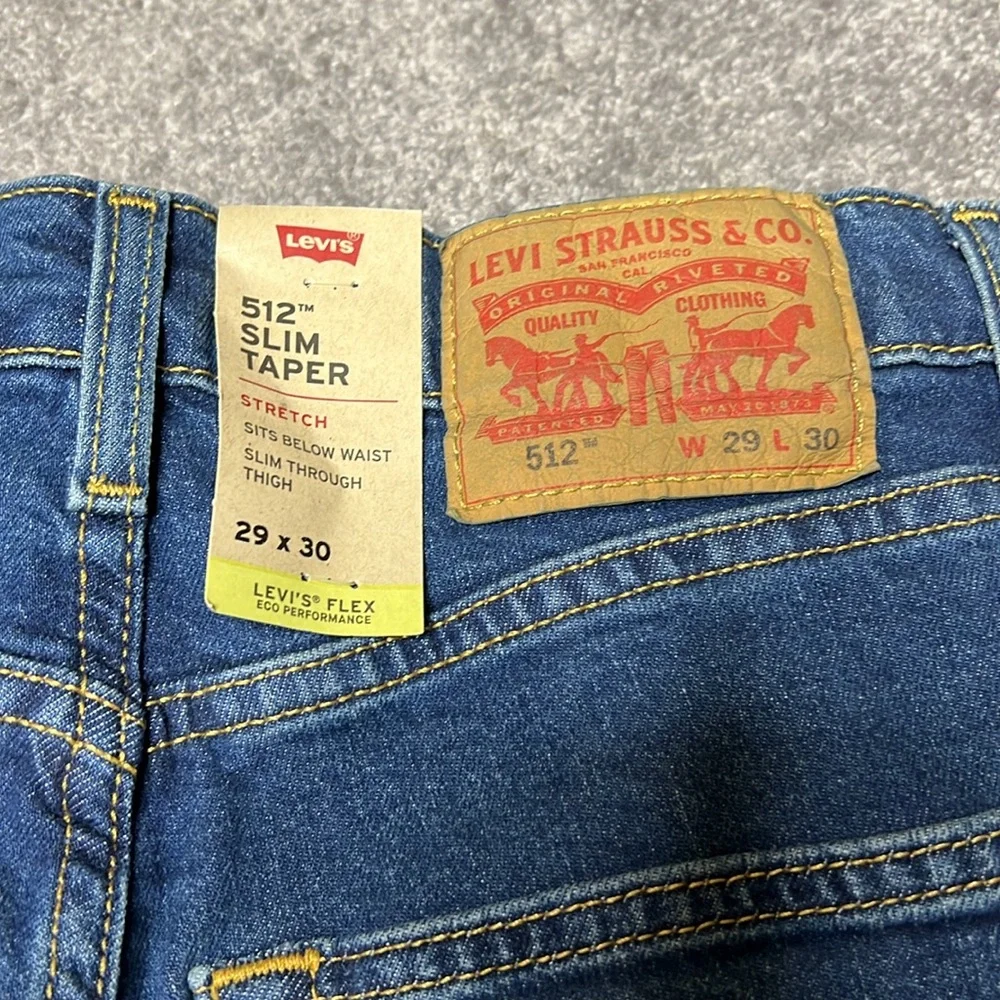 LEVI'S®
512™
SLIM
TAPER
STRETCH
SITS BELOW WAIST
SLIM THROUGH
THIGH
29 x 30
LEVI'S® FLEX
ECO PERFORMANCE
LEVI STRAUSS & CO.
SAN FRANCISCO
CAL.
ORIGINAL RIVETED
QUALITY CLOTHING
PATENTED MAY 20 1873
512™ W 29 L 30